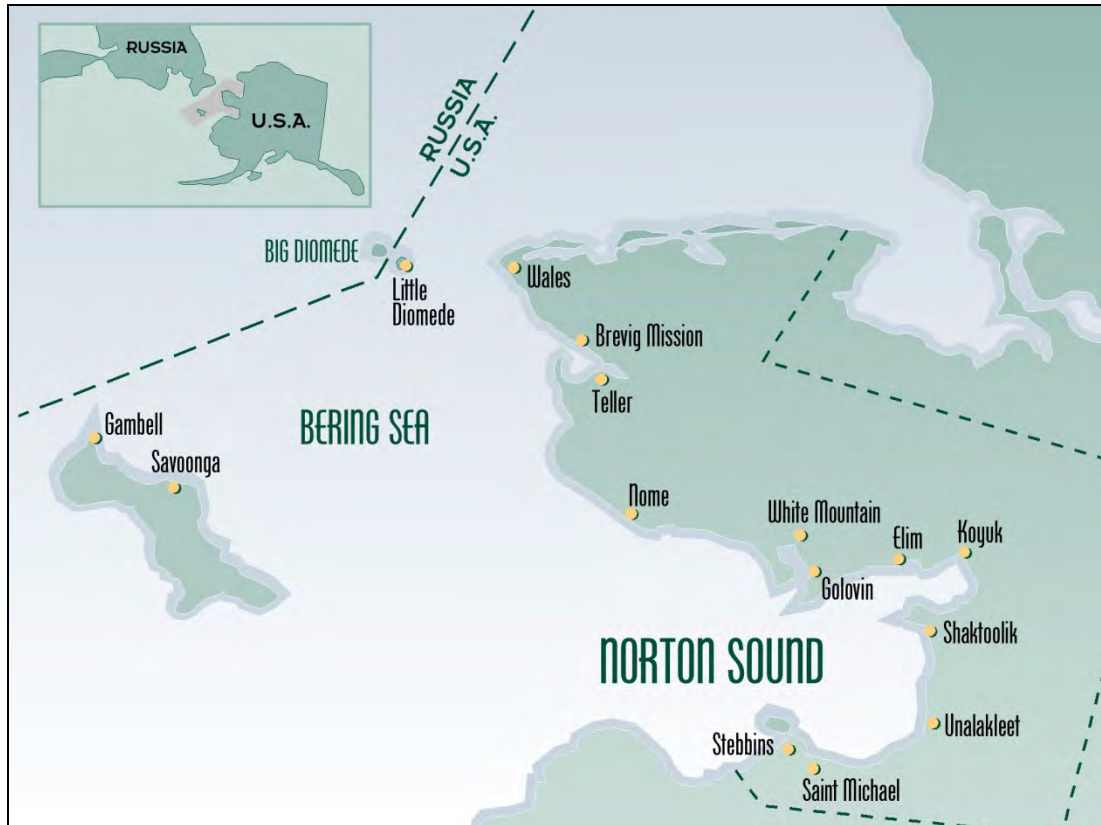 RUSSIA
U.S.A.
RUSSIA
U.S.A.
BIG DIOMEDE
Little
Diomede
Wales
Brevig Mission
Teller
BERING SEA
Gambell
Savoonga
Nome
White Mountain
Elim
Koyuk
Golovin
Shaktoolik
NORTON SOUND
Unalakleet
Stebbins
Saint Michael